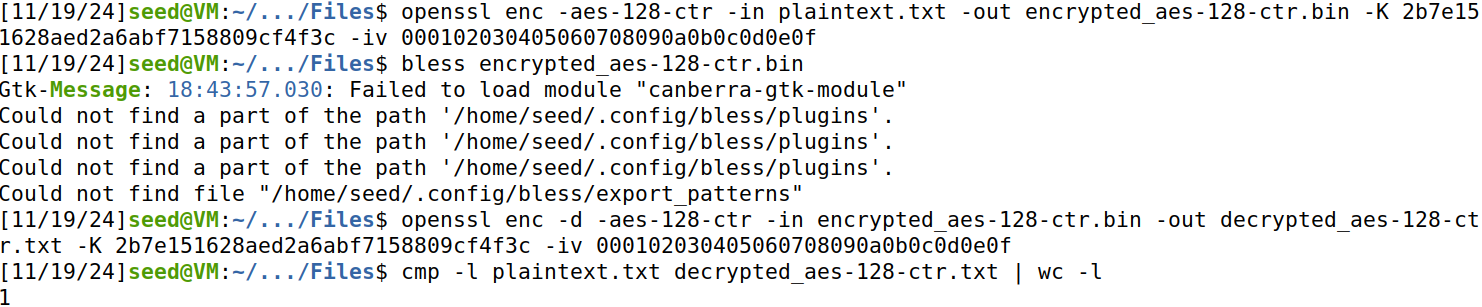 [11/19/24]seed@VM:~/.../Files$ openssl enc -aes-128-ctr -in plaintext.txt -out encrypted_aes-128-ctr.bin -K 2b7e15
1628aed2a6abf7158809cf4f3c -iv 000102030405060708090a0b0c0d0e0f
[11/19/24]seed@VM:~/.../Files$ bless encrypted_aes-128-ctr.bin
Gtk-Message: 18:43:57.030: Failed to load module "canberra-gtk-module"
Could not find a part of the path '/home/seed/.config/bless/plugins'.
Could not find a part of the path '/home/seed/.config/bless/plugins'.
Could not find a part of the path '/home/seed/.config/bless/plugins'.
Could not find file "/home/seed/.config/bless/export_patterns"
[11/19/24]seed@VM:~/.../Files$ openssl enc -d -aes-128-ctr -in encrypted_aes-128-ctr.bin -out decrypted_aes-128-ct
r.txt -K 2b7e151628aed2a6abf7158809cf4f3c -iv 000102030405060708090a0b0c0d0e0f
[11/19/24]seed@VM:~/.../Files$ cmp -l plaintext.txt decrypted_aes-128-ctr.txt | wc -l
1